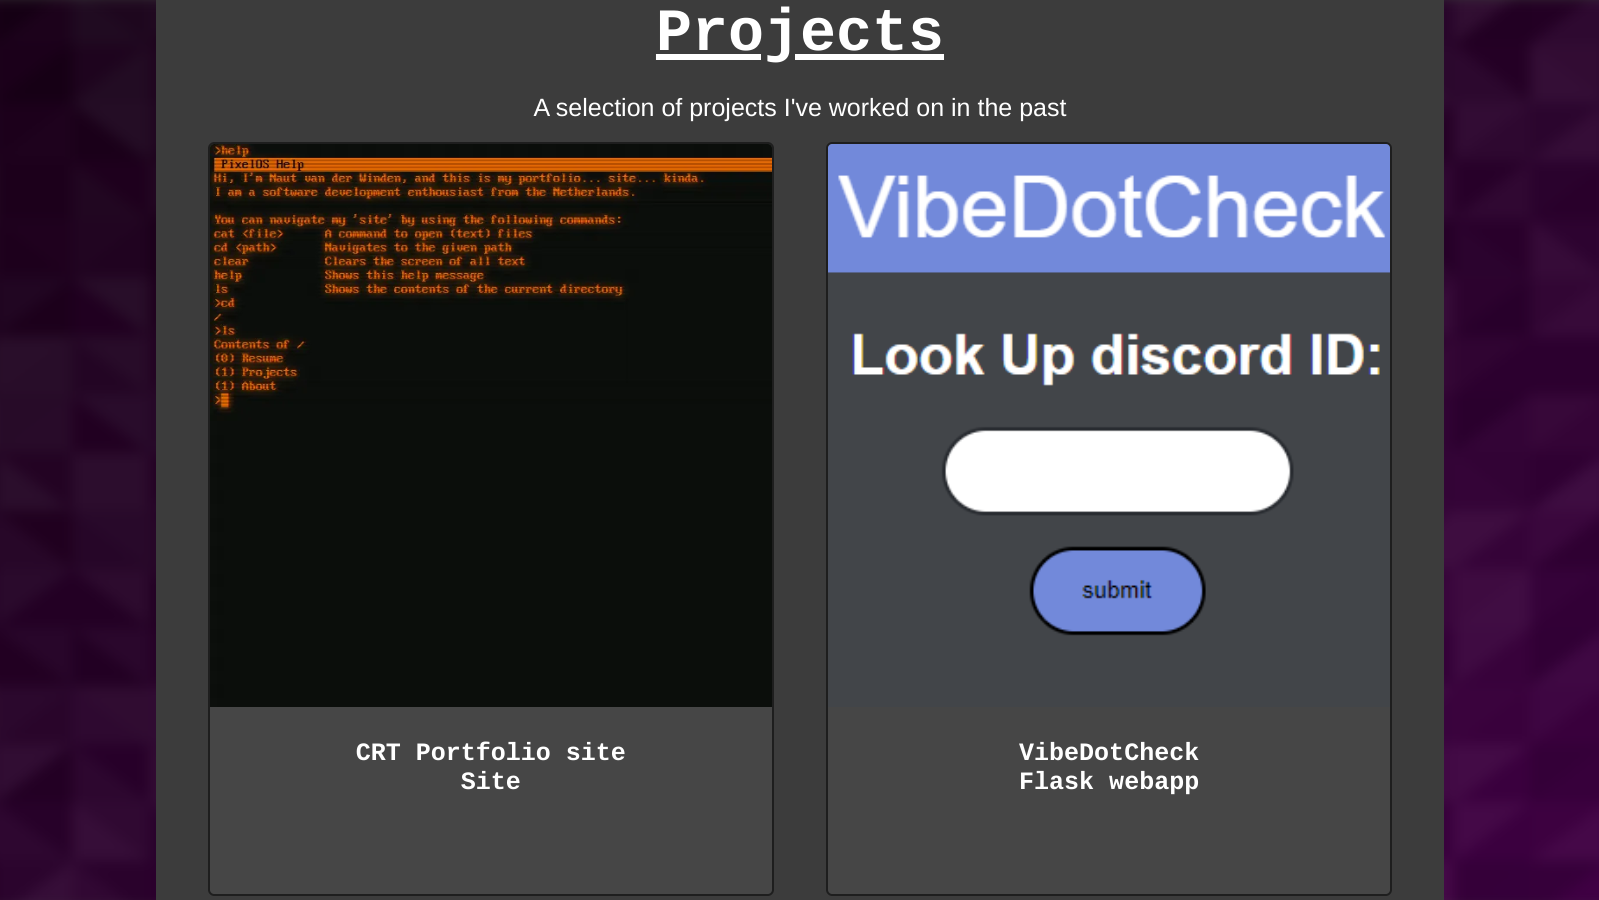 Projects
A selection of projects I've worked on in the past
>help
PixelOS Help
Hi, I'm Naut van der Winden, and this is my portfolio... site... kinda.
I am a software development enthousiast from the Netherlands.
You can navigate my 'site' by using the following commands:
cat <file> A command to open (text) files
cd <path> Navigates to the given path
clear Clears the screen of all text
help Shows this help message
ls Shows the contents of the current directory
>cd
/
>ls
Contents of /
(0) Resume
(1) Projects
(1) About
>
CRT Portfolio site
Site
VibeDotCheck
Look Up discord ID:
submit
VibeDotCheck
Flask webapp